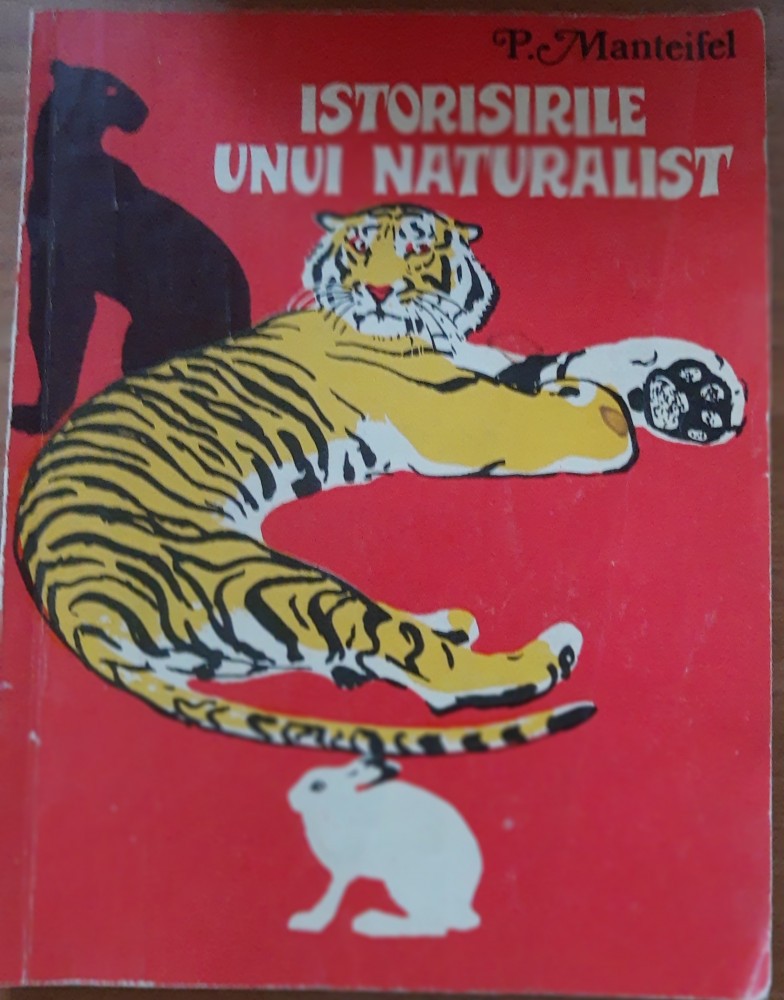 P. Manteifel
ISTORISIRILE
UNUI NATURALIST